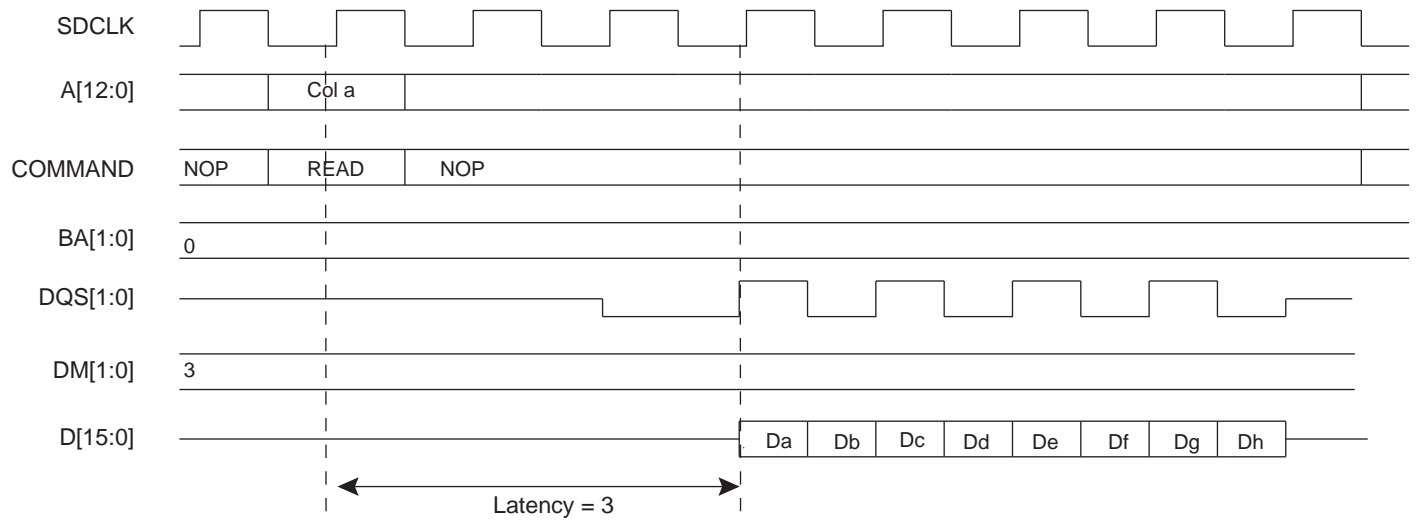 SDCLK
A[12:0] Col a
COMMAND NOP READ NOP
BA[1:0] 0
DQS[1:0]
DM[1:0] 3
D[15:0] Da Db Dc Dd De Df Dg Dh
Latency = 3